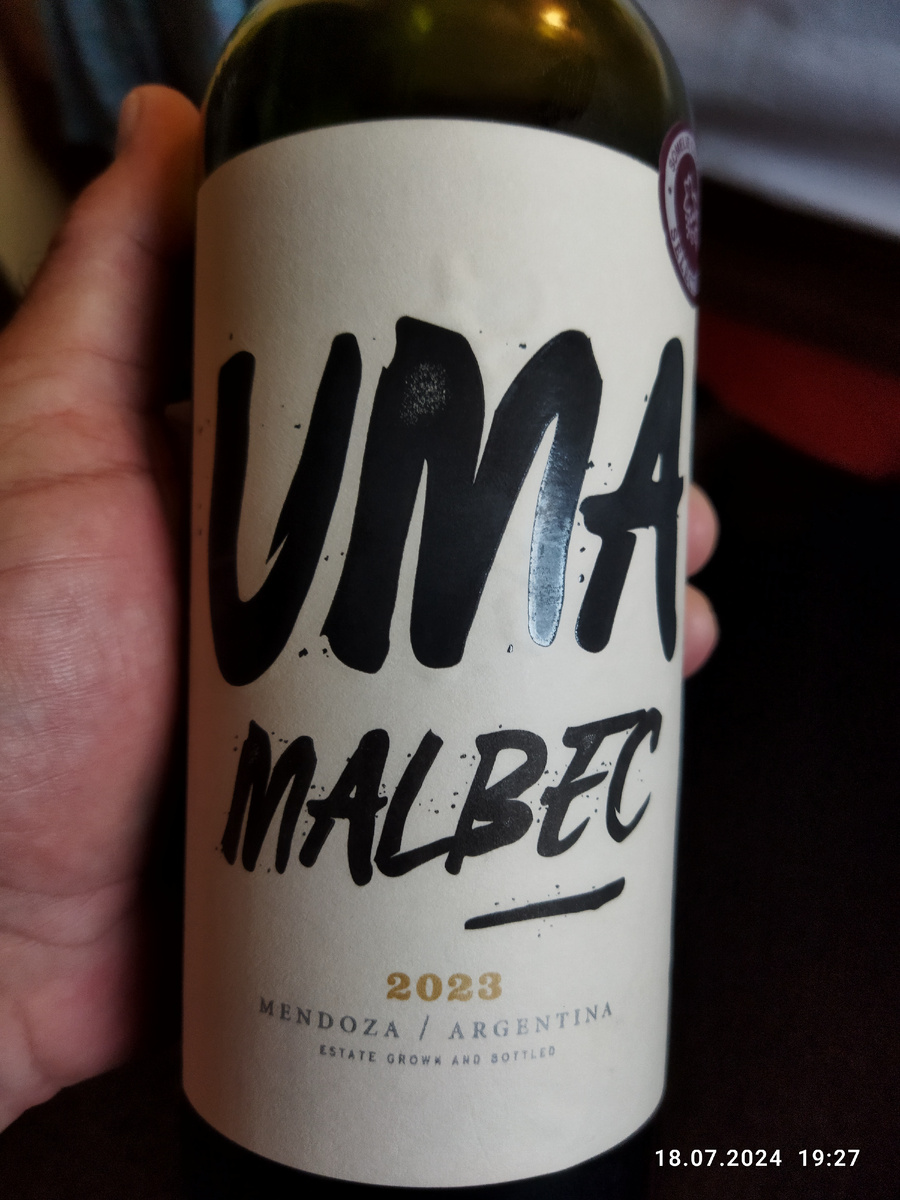 UMA
MALBEC
2023
MENDOZA / ARGENTINA
ESTATE GROWN AND BOTTLED
18.07.2024 19:27